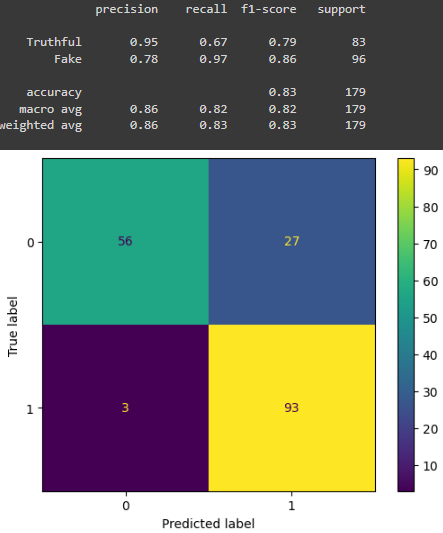 precision recall f1-score support
Truthful 0.95 0.67 0.79 83
Fake 0.78 0.97 0.86 96
accuracy 0.83 179
macro avg 0.86 0.82 0.82 179
weighted avg 0.86 0.83 0.83 179
90
80
70
60
50
40
30
20
10
True label
0
56 27
1
3 93
0 1
Predicted label